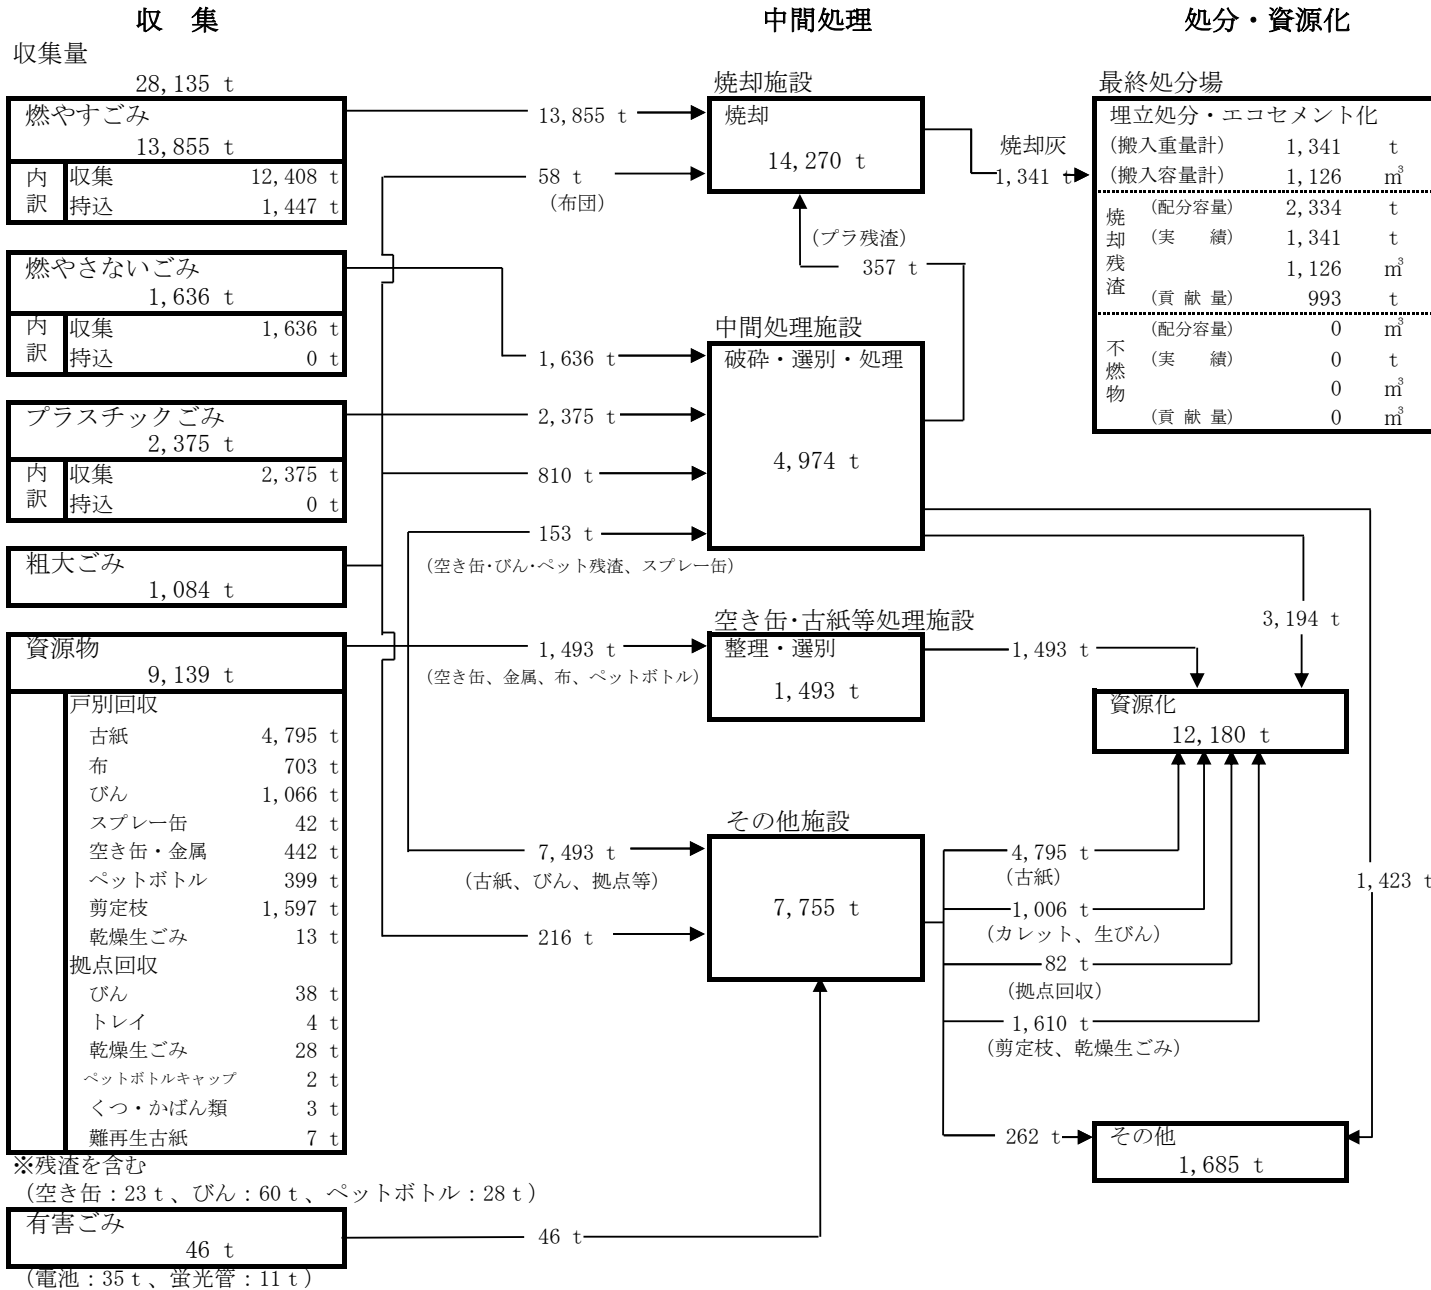 収　集
中間処理
処分・資源化
収集量
28,135 t
燃やすごみ
13,855 t
内訳
収集 12,408 t
持込 1,447 t
燃やさないごみ
1,636 t
内訳
収集 1,636 t
持込 0 t
プラスチックごみ
2,375 t
内訳
収集 2,375 t
持込 0 t
粗大ごみ
1,084 t
資源物
9,139 t
戸別回収
古紙 4,795 t
布 703 t
びん 1,066 t
スプレー缶 42 t
空き缶・金属 442 t
ペットボトル 399 t
剪定枝 1,597 t
乾燥生ごみ 13 t
拠点回収
びん 38 t
トレイ 4 t
乾燥生ごみ 28 t
ペットボトルキャップ 2 t
くつ・かばん類 3 t
難再生古紙 7 t
※残渣を含む
（空き缶：23ｔ、びん：60ｔ、ペットボトル：28ｔ）
有害ごみ
46 t
（電池：35ｔ、蛍光管：11ｔ）
13,855 t
58 t
（布団）
1,636 t
2,375 t
810 t
153 t
（空き缶・びん・ペット残渣、スプレー缶）
1,493 t
（空き缶、金属、布、ペットボトル）
7,493 t
（古紙、びん、拠点等）
216 t
46 t
焼却施設
焼却
14,270 t
（プラ残渣）
357 t
中間処理施設
破砕・選別・処理
4,974 t
空き缶・古紙等処理施設
整理・選別
1,493 t
その他施設
7,755 t
焼却灰
1,341 t
1,493 t
3,194 t
4,795 t
（古紙）
1,006 t
（カレット、生びん）
82 t
（拠点回収）
1,610 t
（剪定枝、乾燥生ごみ）
262 t
1,423 t
最終処分場
埋立処分・エコセメント化
（搬入重量計） 1,341 t
（搬入容量計） 1,126 ㎥
焼却残渣
（配分容量） 2,334 t
（実　績） 1,341 t
1,126 ㎥
（貢献量） 993 t
不燃物
（配分容量） 0 ㎥
（実　績） 0 t
0 ㎥
（貢献量） 0 ㎥
資源化
12,180 t
その他
1,685 t